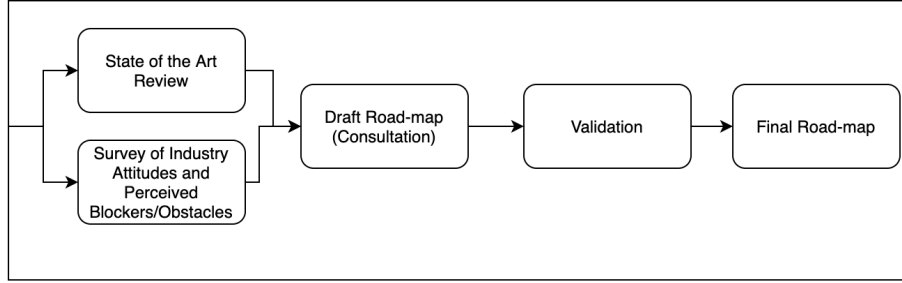 State of the Art
Review
Survey of Industry
Attitudes and
Perceived
Blockers/Obstacles
Draft Road-map
(Consultation)
Validation
Final Road-map